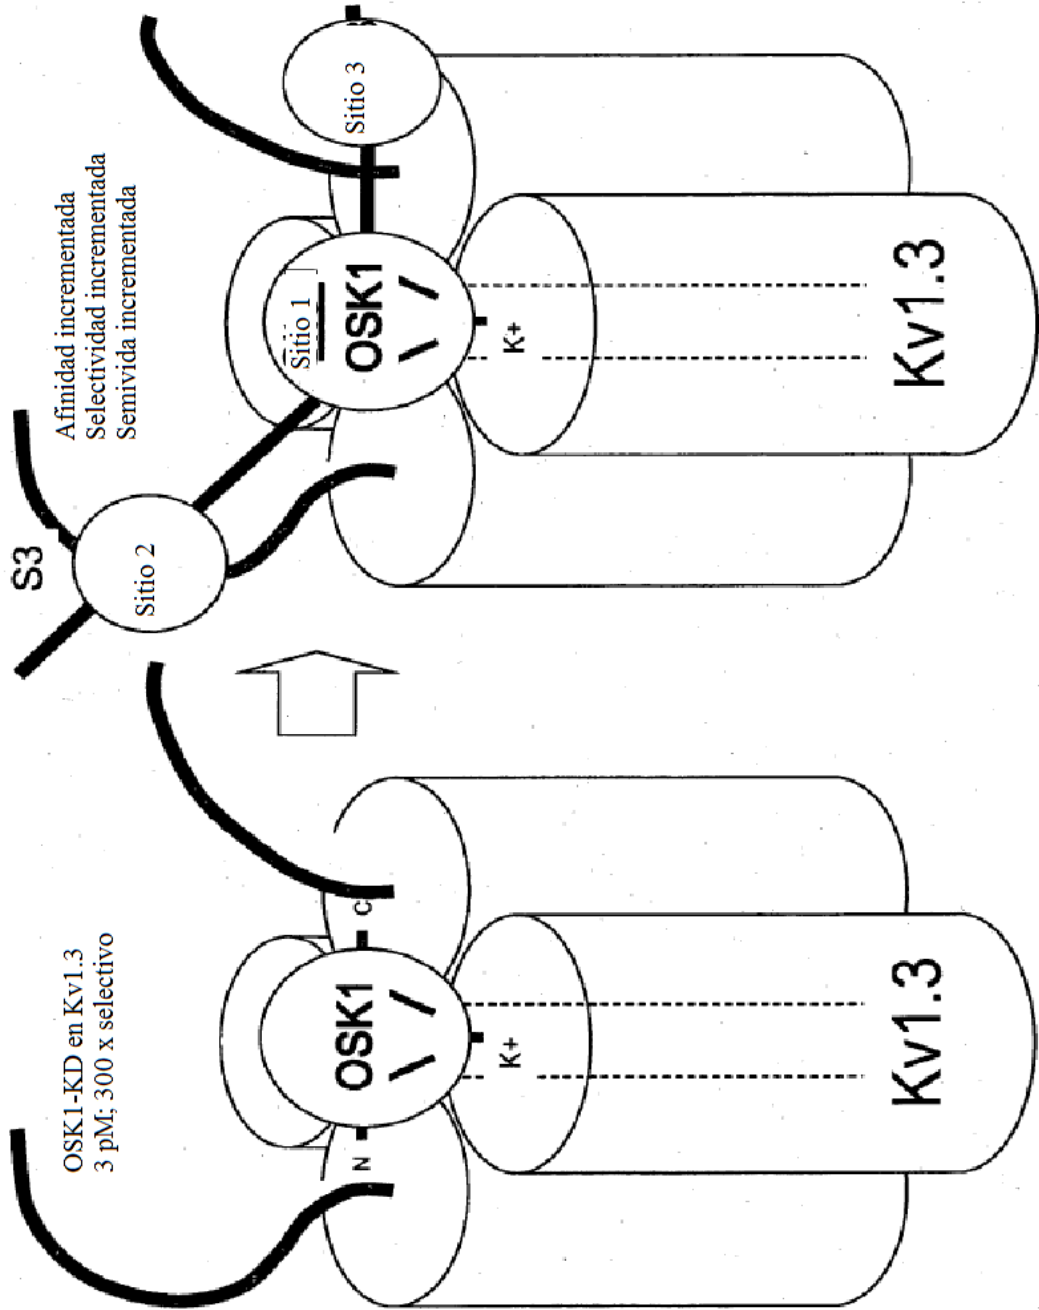 OSK1-KD en Kv1.3
3 pM; 300 x selectivo
N
OSK1
C
K+
Kv1.3
S3
Afinidad incrementada
Selectividad incrementada
Semivida incrementada
Sitio 2
Sitio 1
OSK1
Sitio 3
K+
Kv1.3